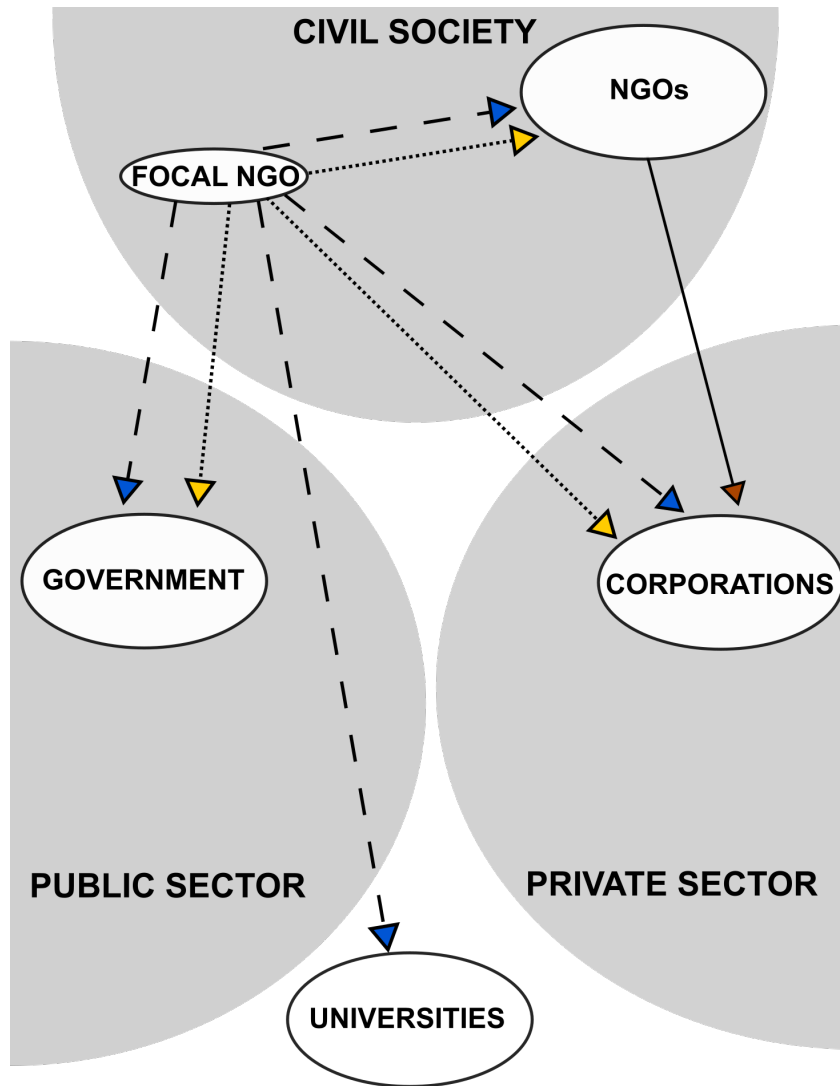 CIVIL SOCIETY
NGOs
FOCAL NGO
GOVERNMENT
CORPORATIONS
PUBLIC SECTOR
PRIVATE SECTOR
UNIVERSITIES